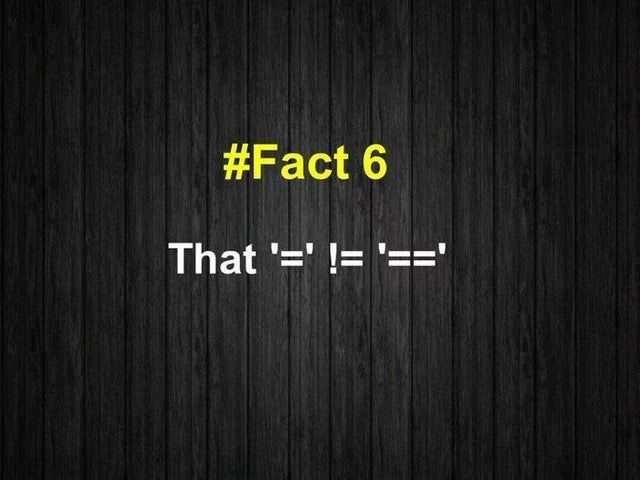 #Fact 6
That '=' != '=='